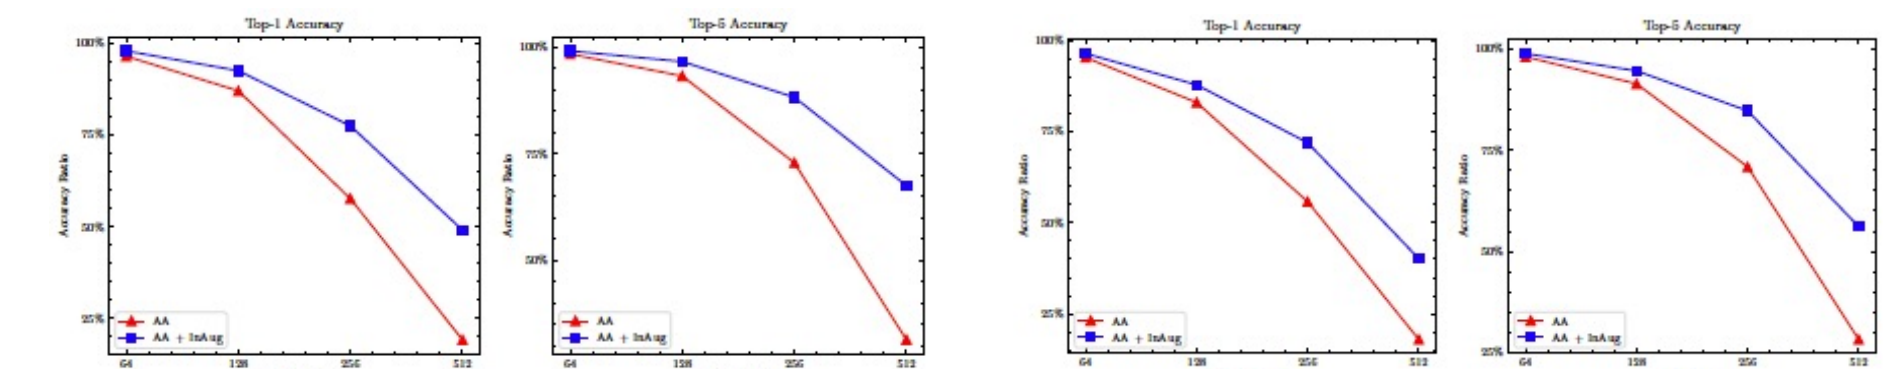 Top-1 Accuracy
100%
75%
50%
25%
Accuracy Ratio
AA
AA + InAug
64
128
256
512
Top-5 Accuracy
100%
75%
50%
Accuracy Ratio
AA
AA + InAug
64
128
256
512
Top-1 Accuracy
100%
75%
50%
25%
Accuracy Ratio
AA
AA + InAug
64
128
256
512
Top-5 Accuracy
100%
75%
50%
25%
Accuracy Ratio
AA
AA + InAug
64
128
256
512